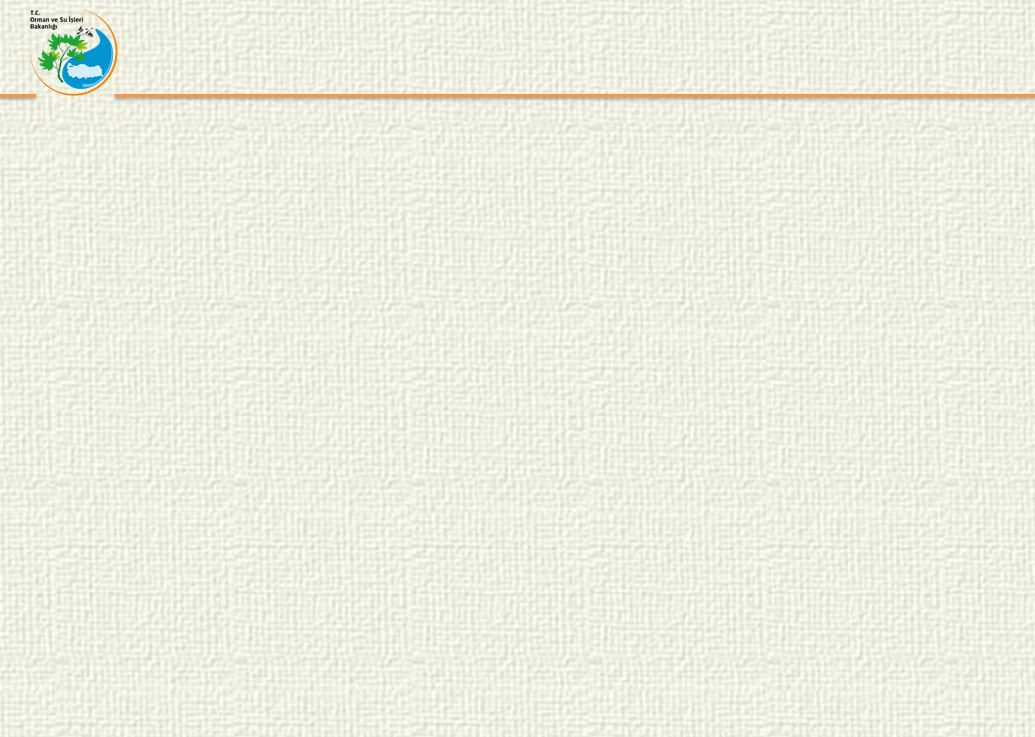 T.C.
Orman ve Su İşleri
Bakanlığı